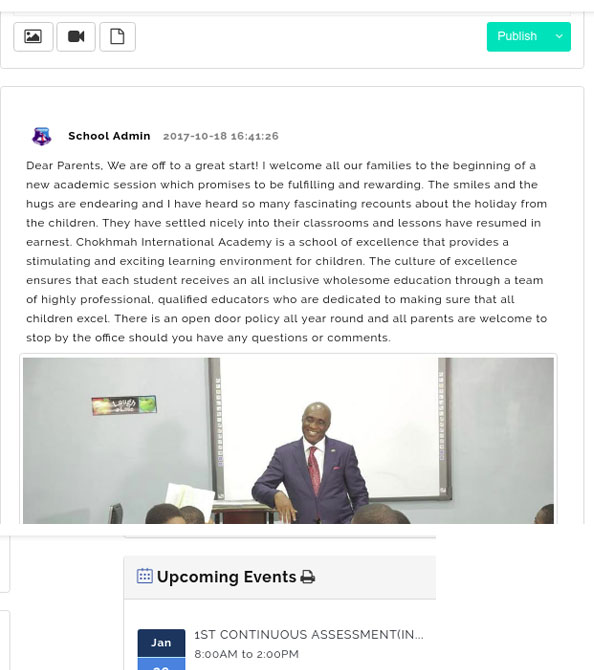 Publish
School Admin 2017-10-18 16:41:26
Dear Parents, We are off to a great start! I welcome all our families to the beginning of a
new academic session which promises to be fulfilling and rewarding. The smiles and the
hugs are endearing and I have heard so many fascinating recounts about the holiday from
the children. They have settled nicely into their classrooms and lessons have resumed in
earnest. Chokhmah International Academy is a school of excellence that provides a
stimulating and exciting learning environment for children. The culture of excellence
ensures that each student receives an all inclusive wholesome education through a team
of highly professional, qualified educators who are dedicated to making sure that all
children excel. There is an open door policy all year round and all parents are welcome to
stop by the office should you have any questions or comments.
Upcoming Events
Jan
1ST CONTINUOUS ASSESSMENT(IN...
8:00AM to 2:00PM